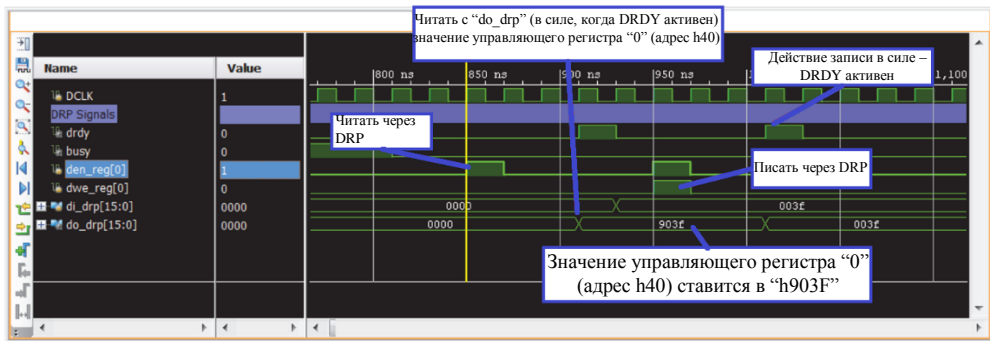 Читать с “do_drp” (в силе, когда DRDY активен)
значение управляющего регистра “0” (адрес h40)
Действие записи в силе –
DRDY активен
Name Value
800 ns 850 ns 900 ns 950 ns 1,100
DCLK 1
DRP Signals
Читать через
DRP
drdy 0
busy 0
Писать через DRP
den_reg[0] 1
dwe_reg[0] 0
di_drp[15:0] 0000 0000 003f
do_drp[15:0] 0000 0000 903f 003f
Значение управляющего регистра “0”
(адрес h40) ставится в “h903F”